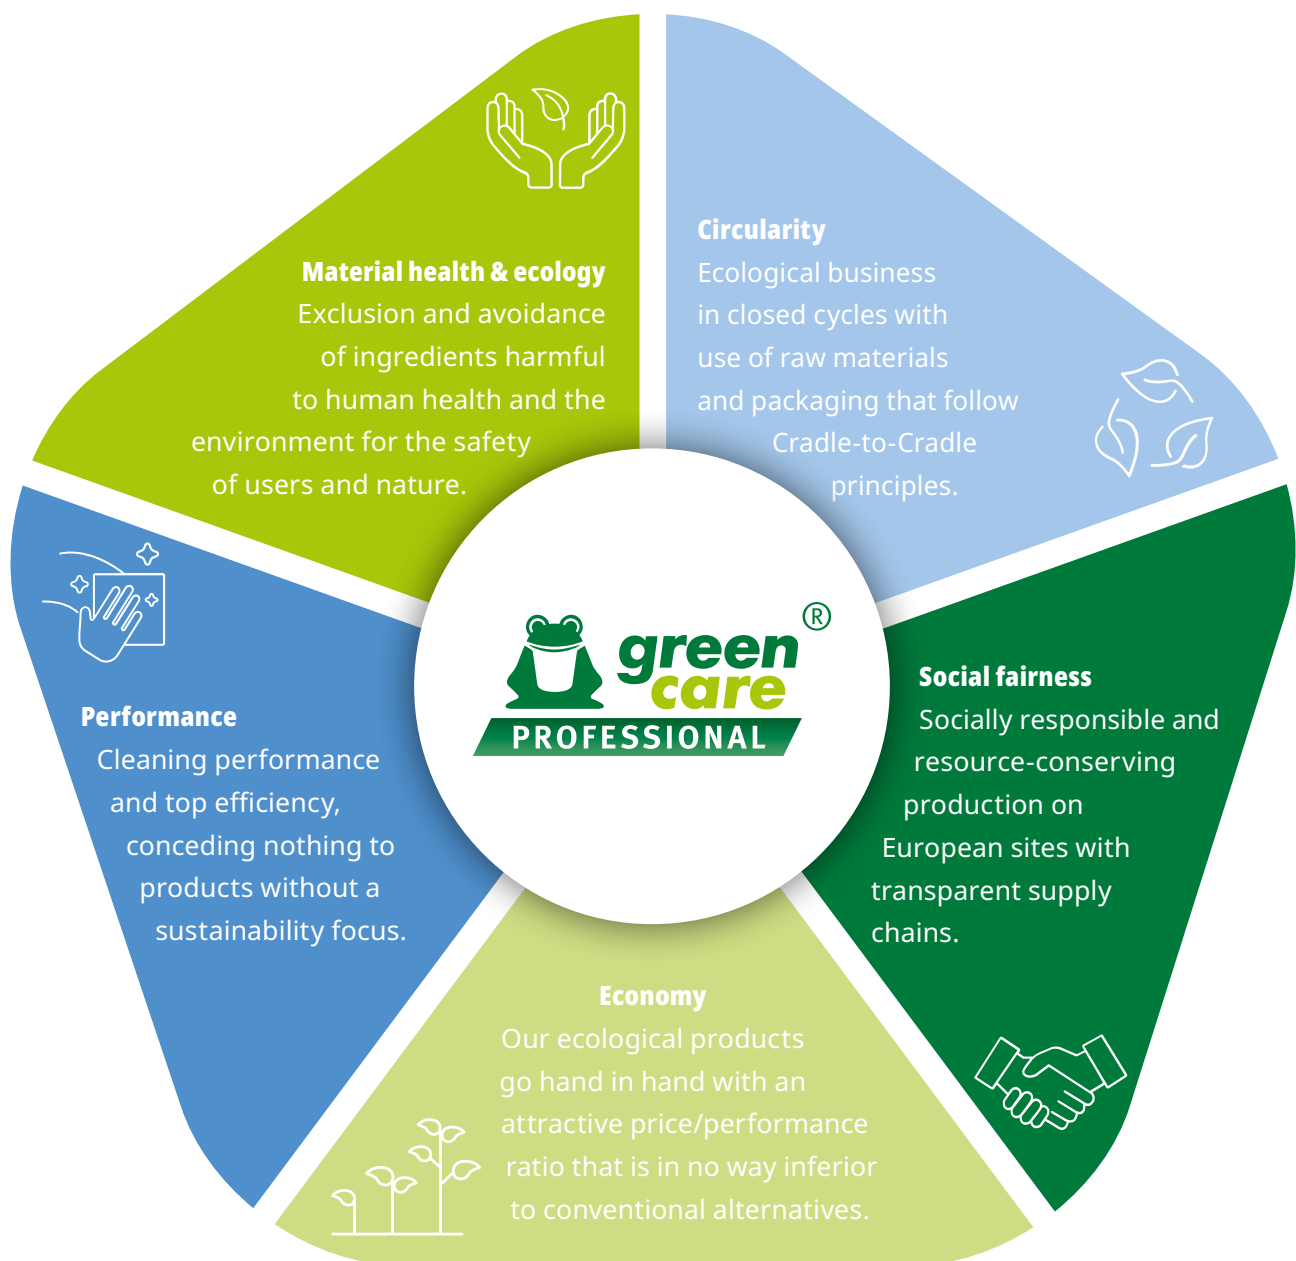 Material health & ecology
Exclusion and avoidance
of ingredients harmful
to human health and the
environment for the safety
of users and nature.
Circularity
Ecological business
in closed cycles with
use of raw materials
and packaging that follow
Cradle-to-Cradle
principles.
Performance
Cleaning performance
and top efficiency,
conceding nothing to
products without a
sustainability focus.
green
care
®
PROFESSIONAL
Social fairness
Socially responsible and
resource-conserving
production on
European sites with
transparent supply
chains.
Economy
Our ecological products
go hand in hand with an
attractive price/performance
ratio that is in no way inferior
to conventional alternatives.